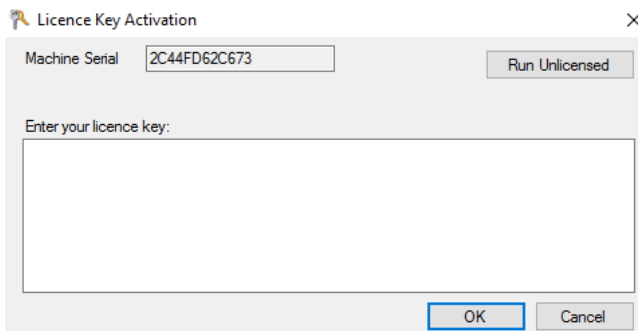 Licence Key Activation
Machine Serial 2C44FD62C673 Run Unlicensed
Enter your licence key:
OK Cancel